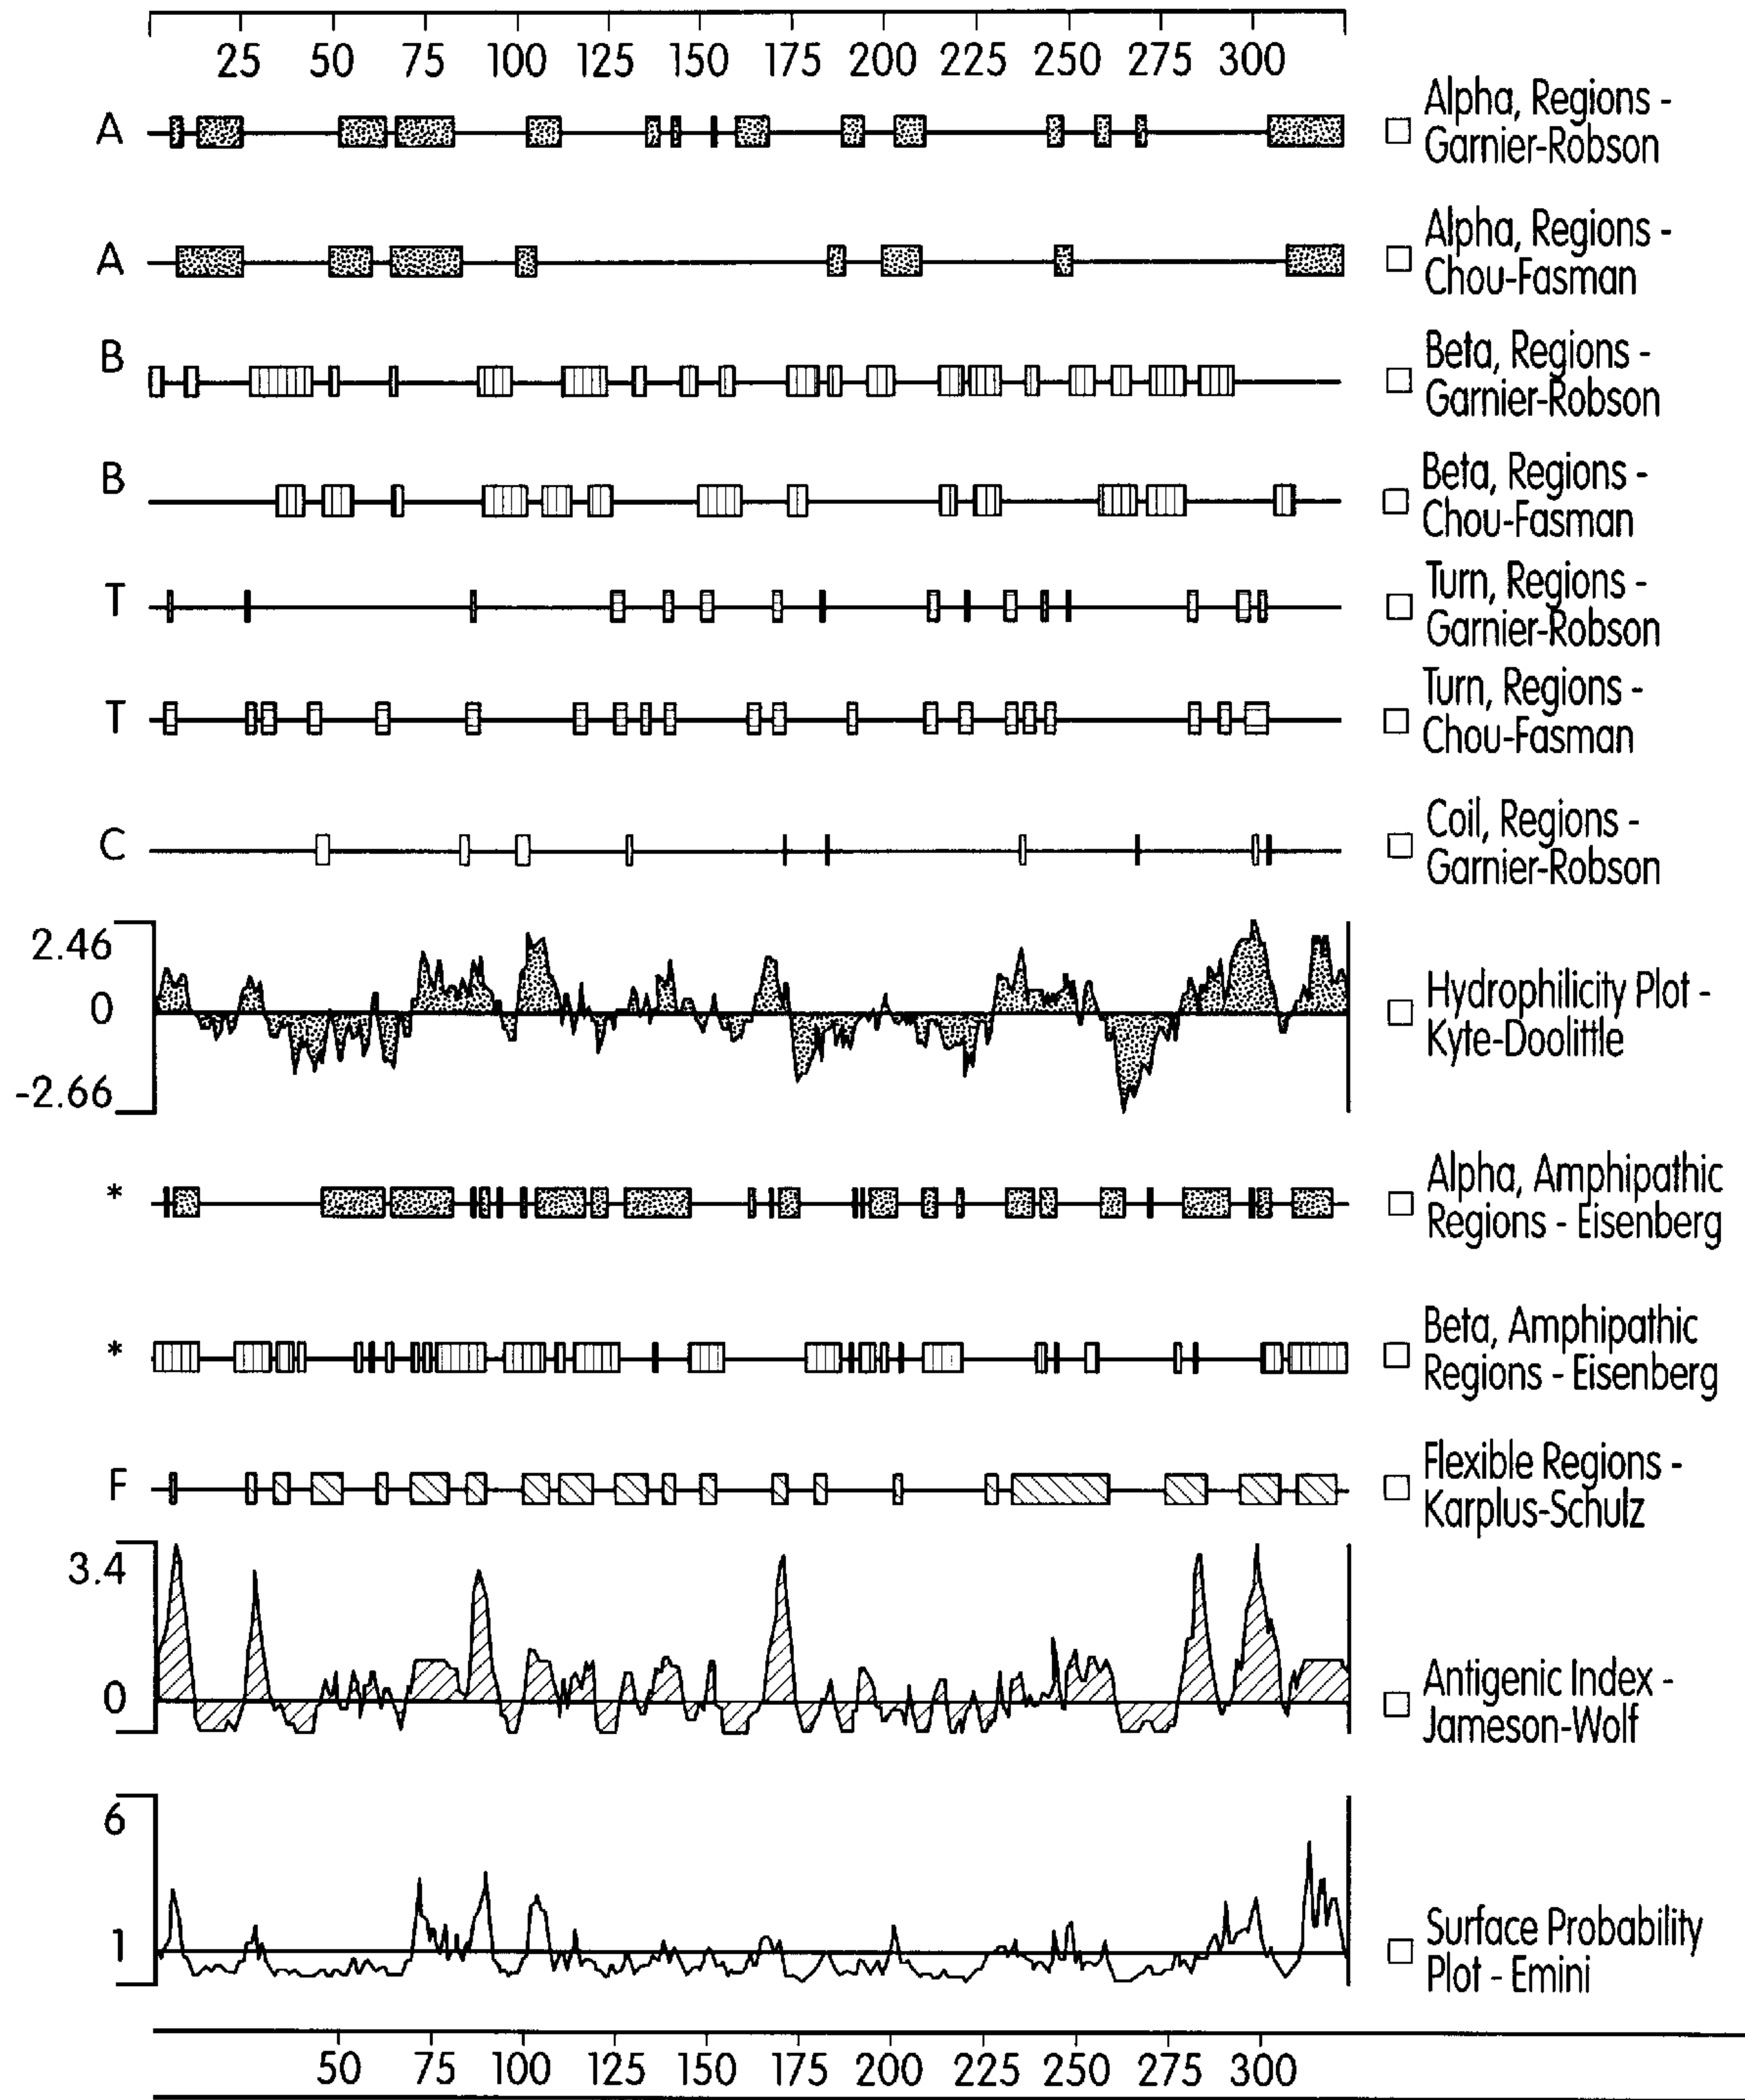 25 50 75 100 125 150 175 200 225 250 275 300
A
Alpha, Regions -
Garnier-Robson
A
Alpha, Regions -
Chou-Fasman
B
Beta, Regions -
Garnier-Robson
B
Beta, Regions -
Chou-Fasman
T
Turn, Regions -
Garnier-Robson
T
Turn, Regions -
Chou-Fasman
C
Coil, Regions -
Garnier-Robson
2.46
0
-2.66
Hydrophilicity Plot -
Kyte-Doolittle
*
Alpha, Amphipathic
Regions - Eisenberg
*
Beta, Amphipathic
Regions - Eisenberg
F
Flexible Regions -
Karplus-Schulz
3.4
0
Antigenic Index -
Jameson-Wolf
6
1
Surface Probability
Plot - Emini
50 75 100 125 150 175 200 225 250 275 300